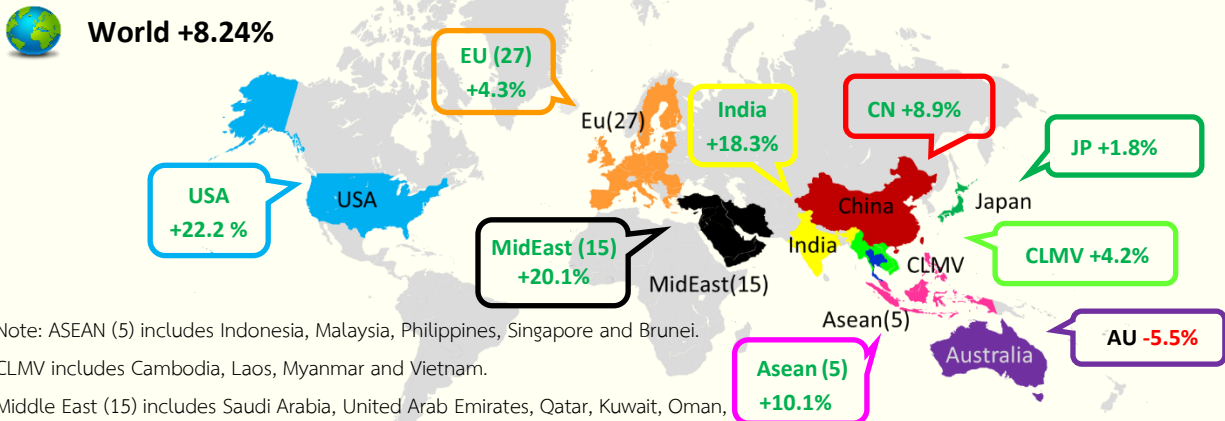 World +8.24%
EU (27)
+4.3%
Eu(27)
India
+18.3%
CN +8.9%
JP +1.8%
USA
+22.2 %
USA
China
Japan
MidEast (15)
+20.1%
India
CLMV
CLMV +4.2%
MidEast(15)
Asean(5)
Note: ASEAN (5) includes Indonesia, Malaysia, Philippines, Singapore and Brunei.
AU -5.5%
Australia
CLMV includes Cambodia, Laos, Myanmar and Vietnam.
Asean (5)
+10.1%
Middle East (15) includes Saudi Arabia, United Arab Emirates, Qatar, Kuwait, Oman,